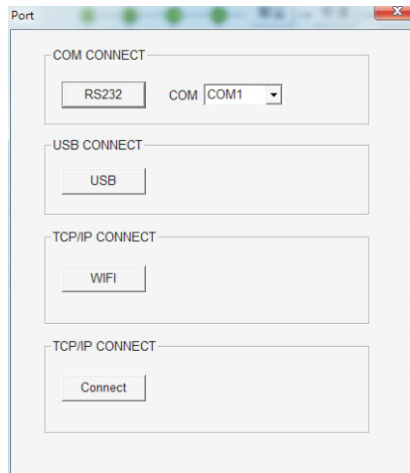 Port
COM CONNECT
RS232 COM COM1
USB CONNECT
USB
TCP/IP CONNECT
WIFI
TCP/IP CONNECT
Connect